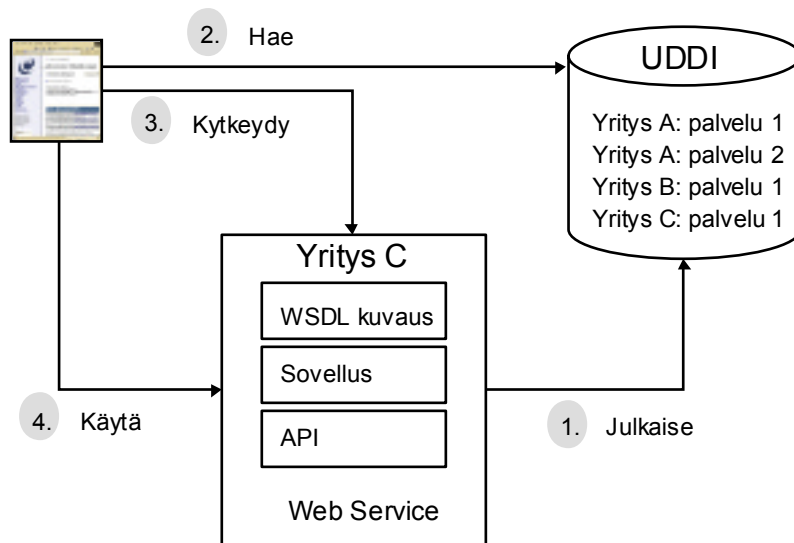 2. Hae
UDDI
3. Kytkeydy
Yritys A: palvelu 1
Yritys A: palvelu 2
Yritys B: palvelu 1
Yritys C: palvelu 1
Yritys C
WSDL kuvaus
Sovellus
API
Web Service
4. Käytä
1. Julkaise